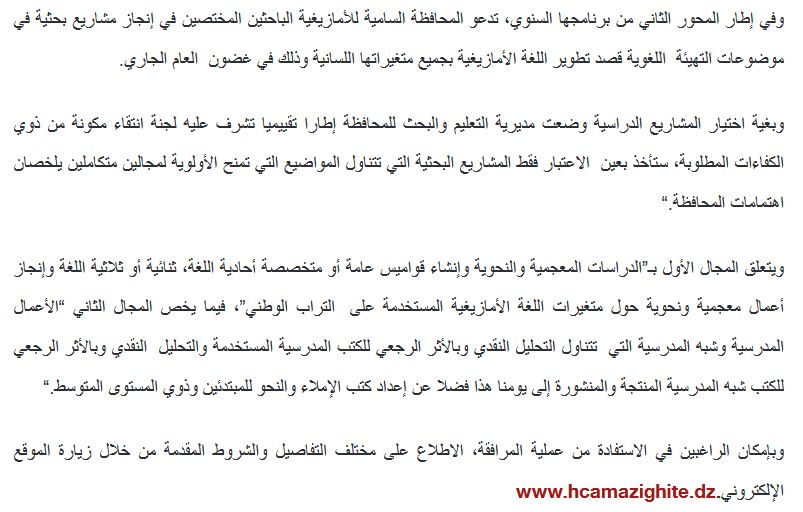 وفي إطار المحور الثاني من برنامجها السنوي، تدعو المحافظة السامية للأمازيغية الباحثين المختصين في إنجاز مشاريع بحثية في
موضوعات التهيئة اللغوية قصد تطوير اللغة الأمازيغية بجميع متغيراتها اللسانية وذلك في غضون العام الجاري.
وبغية اختيار المشاريع الدراسية وضعت مديرية التعليم والبحث للمحافظة إطارا تقييميا تشرف عليه لجنة انتقاء مكونة من ذوي
الكفاءات المطلوبة، ستأخذ بعين الاعتبار فقط المشاريع البحثية التي تتناول المواضيع التي تمنح الأولوية لمجالين متكاملين يلخصان
اهتمامات المحافظة.“
ويتعلق المجال الأول بـ”الدراسات المعجمية والنحوية وإنشاء قواميس عامة أو متخصصة أحادية اللغة، ثنائية أو ثلاثية اللغة وإنجاز
أعمال معجمية ونحوية حول متغيرات اللغة الأمازيغية المستخدمة على التراب الوطني”، فيما يخص المجال الثاني “الأعمال
المدرسية وشبه المدرسية التي تتناول التحليل النقدي وبالأثر الرجعي للكتب المدرسية المستخدمة والتحليل النقدي وبالأثر الرجعي
للكتب شبه المدرسية المنتجة والمنشورة إلى يومنا هذا فضلا عن إعداد كتب الإملاء والنحو للمبتدئين وذوي المستوى المتوسط.“
وبإمكان الراغبين في الاستفادة من عملية المرافقة، الاطلاع على مختلف التفاصيل والشروط المقدمة من خلال زيارة الموقع
الإلكتروني.www.hcamazighite.dz